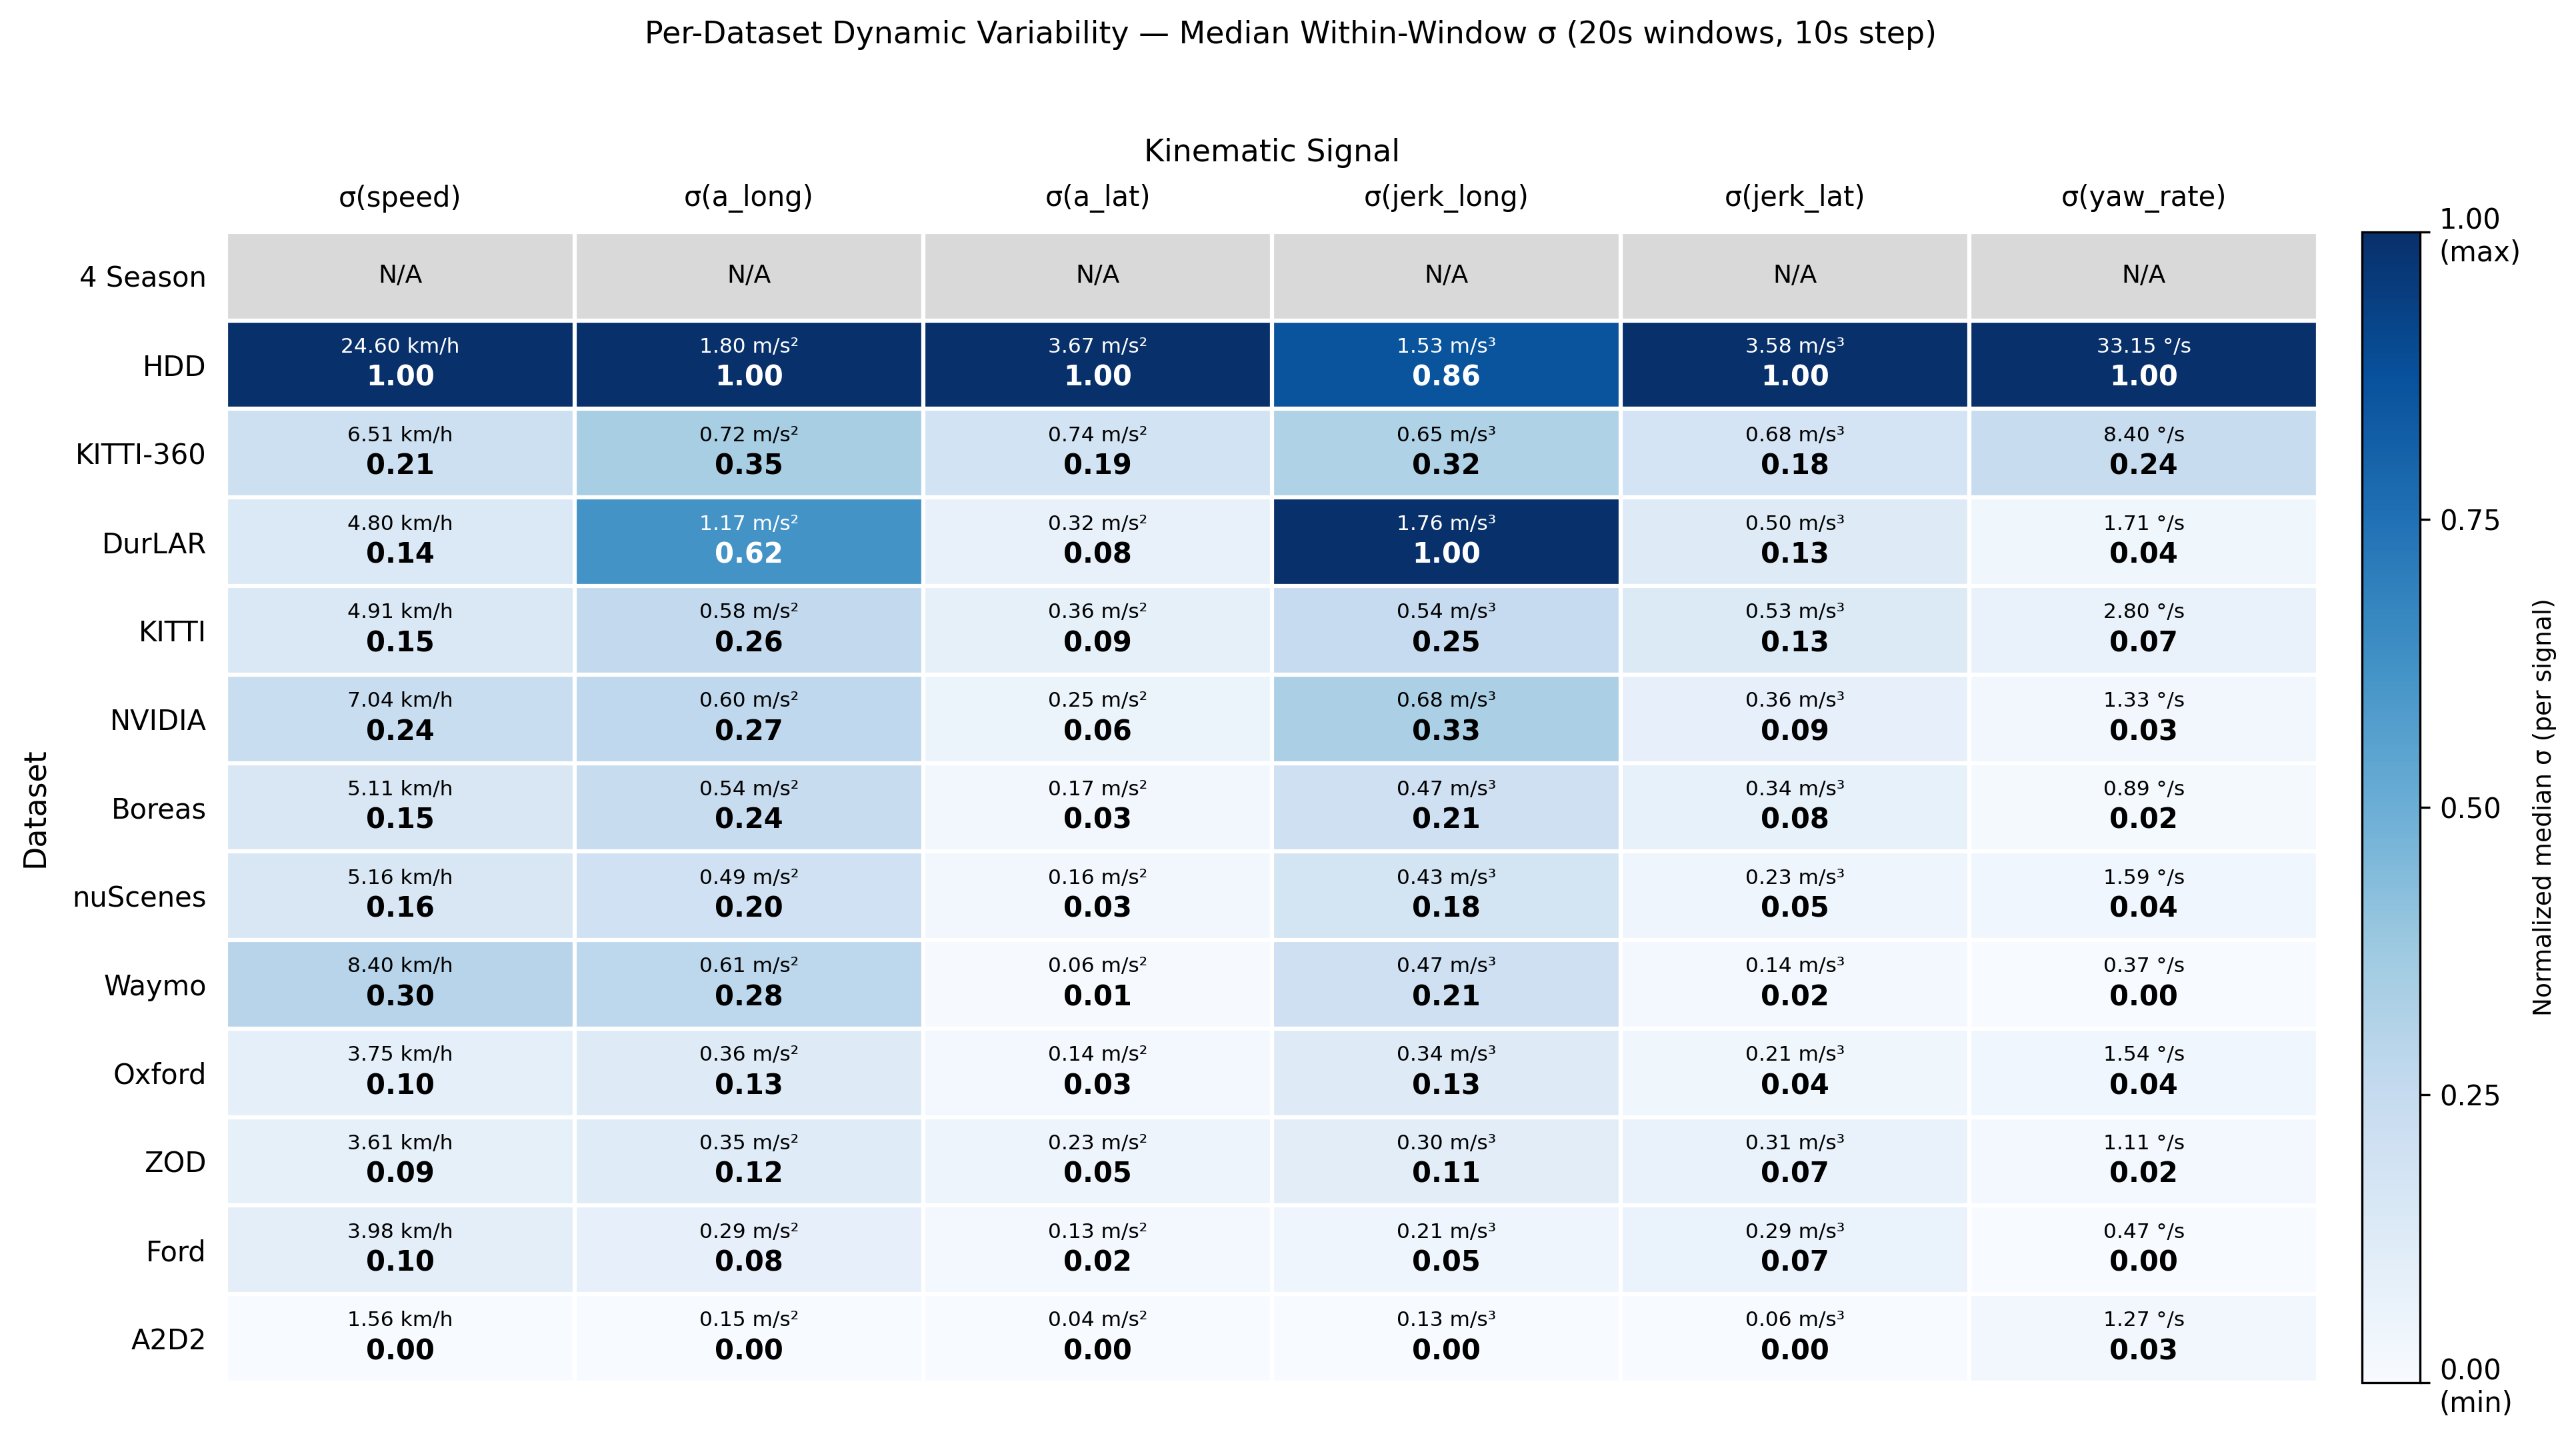 Per-Dataset Dynamic Variability — Median Within-Window σ (20s windows, 10s step)
Kinematic Signal
σ(speed) σ(a_long) σ(a_lat) σ(jerk_long) σ(jerk_lat) σ(yaw_rate)
4 Season N/A N/A N/A N/A N/A N/A
24.60 km/h 1.80 m/s² 3.67 m/s² 1.53 m/s³ 3.58 m/s³ 33.15 °/s
HDD 1.00 1.00 1.00 0.86 1.00 1.00
6.51 km/h 0.72 m/s² 0.74 m/s² 0.65 m/s³ 0.68 m/s³ 8.40 °/s
KITTI-360 0.21 0.35 0.19 0.32 0.18 0.24
4.80 km/h 1.17 m/s² 0.32 m/s² 1.76 m/s³ 0.50 m/s³ 1.71 °/s
DurLAR 0.14 0.62 0.08 1.00 0.13 0.04
4.91 km/h 0.58 m/s² 0.36 m/s² 0.54 m/s³ 0.53 m/s³ 2.80 °/s
KITTI 0.15 0.26 0.09 0.25 0.13 0.07
7.04 km/h 0.60 m/s² 0.25 m/s² 0.68 m/s³ 0.36 m/s³ 1.33 °/s
NVIDIA 0.24 0.27 0.06 0.33 0.09 0.03
5.11 km/h 0.54 m/s² 0.17 m/s² 0.47 m/s³ 0.34 m/s³ 0.89 °/s
Boreas 0.15 0.24 0.03 0.21 0.08 0.02
5.16 km/h 0.49 m/s² 0.16 m/s² 0.43 m/s³ 0.23 m/s³ 1.59 °/s
nuScenes 0.16 0.20 0.03 0.18 0.05 0.04
8.40 km/h 0.61 m/s² 0.06 m/s² 0.47 m/s³ 0.14 m/s³ 0.37 °/s
Waymo 0.30 0.28 0.01 0.21 0.02 0.00
3.75 km/h 0.36 m/s² 0.14 m/s² 0.34 m/s³ 0.21 m/s³ 1.54 °/s
Oxford 0.10 0.13 0.03 0.13 0.04 0.04
3.61 km/h 0.35 m/s² 0.23 m/s² 0.30 m/s³ 0.31 m/s³ 1.11 °/s
ZOD 0.09 0.12 0.05 0.11 0.07 0.02
3.98 km/h 0.29 m/s² 0.13 m/s² 0.21 m/s³ 0.29 m/s³ 0.47 °/s
Ford 0.10 0.08 0.02 0.05 0.07 0.00
1.56 km/h 0.15 m/s² 0.04 m/s² 0.13 m/s³ 0.06 m/s³ 1.27 °/s
A2D2 0.00 0.00 0.00 0.00 0.00 0.03
Dataset
1.00
(max)
0.75
0.50
0.25
0.00
(min)
Normalized median σ (per signal)